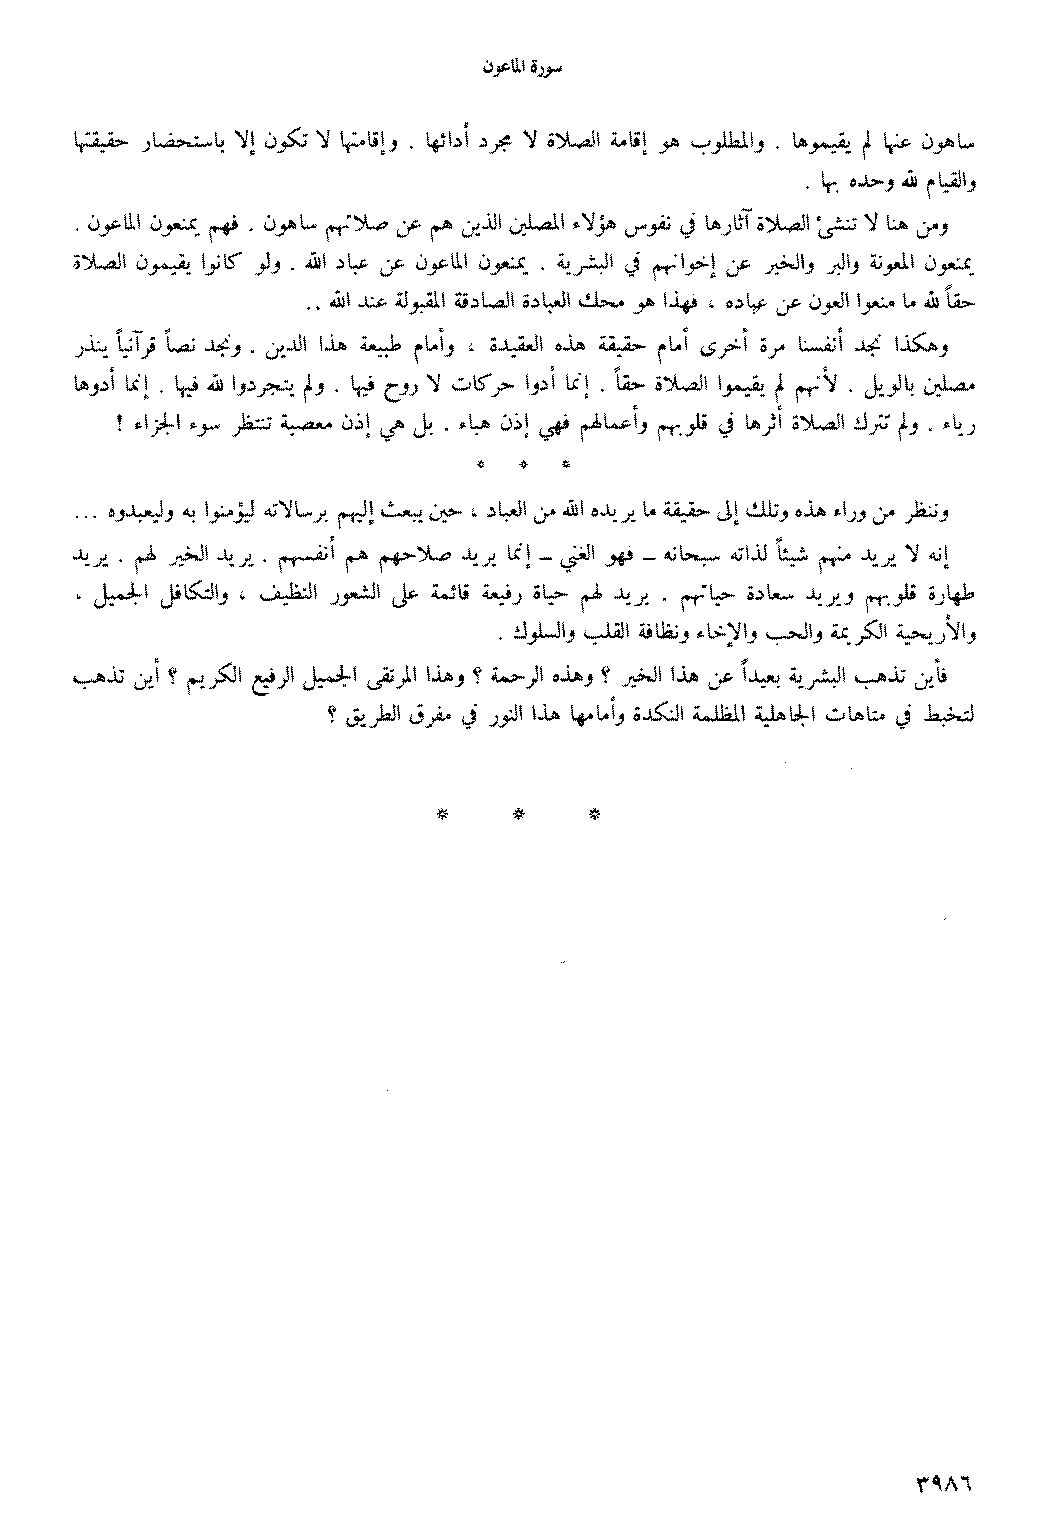 سورة الماعون
ساهون عنها لم يقيموها . والمطلوب هو إقامة الصلاة لا مجرد أدائها . وإقامتها لا تكون إلا باستحضار حقيقتها
والقيام لله وحده بها .
ومن هنا لا تنشئ الصلاة آثارها في نفوس هؤلاء المصلين الذين هم عن صلاتهم ساهون . فهم يمنعون الماعون .
يمنعون المعونة والبر والخير عن إخوانهم في البشرية . يمنعون الماعون عن عباد الله . ولو كانوا يقيمون الصلاة
حقاً لله ما منعوا العون عن عباده ، فهذا هو محك العبادة الصادقة المقبولة عند الله ..
وهكذا نجد أنفسنا مرة أخرى أمام حقيقة هذه العقيدة ، وأمام طبيعة هذا الدين . ونجد نصاً قرآنياً ينذر
مصلين بالويل . لأنهم لم يقيموا الصلاة حقاً . إنما أدوا حركات لا روح فيها . ولم يتجردوا لله فيها . إنما أدوها
رياء . ولم تترك الصلاة أثرها في قلوبهم وأعمالهم فهي إذن هباء . بل هي إذن معصية تنتظر سوء الجزاء !
* * *
وننظر من وراء هذه وتلك إلى حقيقة ما يريده الله من العباد ، حين يبعث إليهم برسالاته ليؤمنوا به وليعبدوه ...
إنه لا يريد منهم شيئاً لذاته سبحانه – فهو الغني – إنما يريد صلاحهم هم أنفسهم . يريد الخير لهم . يريد
طهارة قلوبهم ويريد سعادة حياتهم . يريد لهم حياة رفيعة قائمة على الشعور النظيف ، والتكافل الجميل ،
والأريحية الكريمة والحب والإخاء ونظافة القلب والسلوك .
فأين تذهب البشرية بعيداً عن هذا الخير ؟ وهذه الرحمة ؟ وهذا المرتقى الجميل الرفيع الكريم ؟ أين تذهب
لتخبط في متاهات الجاهلية المظلمة النكدة وأمامها هذا النور في مفرق الطريق ؟
* * *
٣٩٨٦